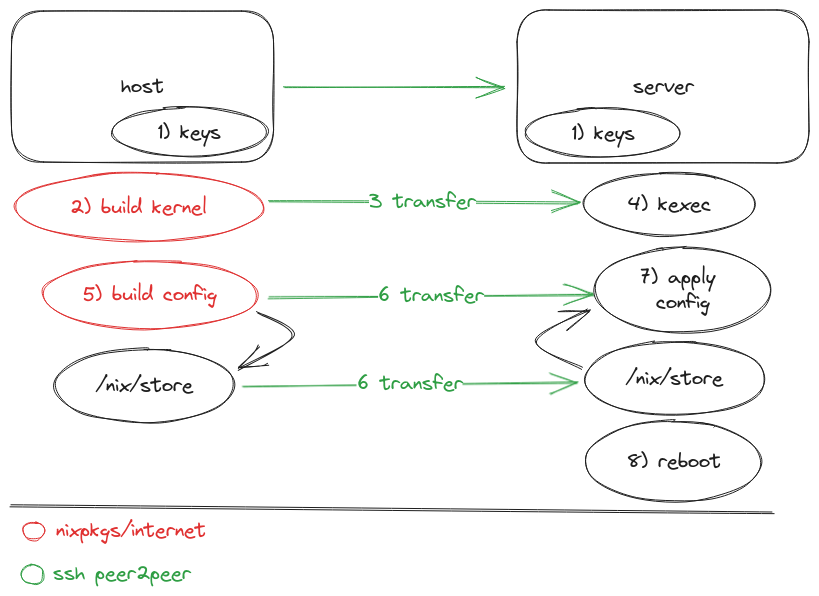 host
server
1) keys
1) keys
2) build kernel
3 transfer
4) kexec
5) build config
6 transfer
7) apply
config
/nix/store
6 transfer
/nix/store
8) reboot
nixpkgs/internet
ssh peer2peer